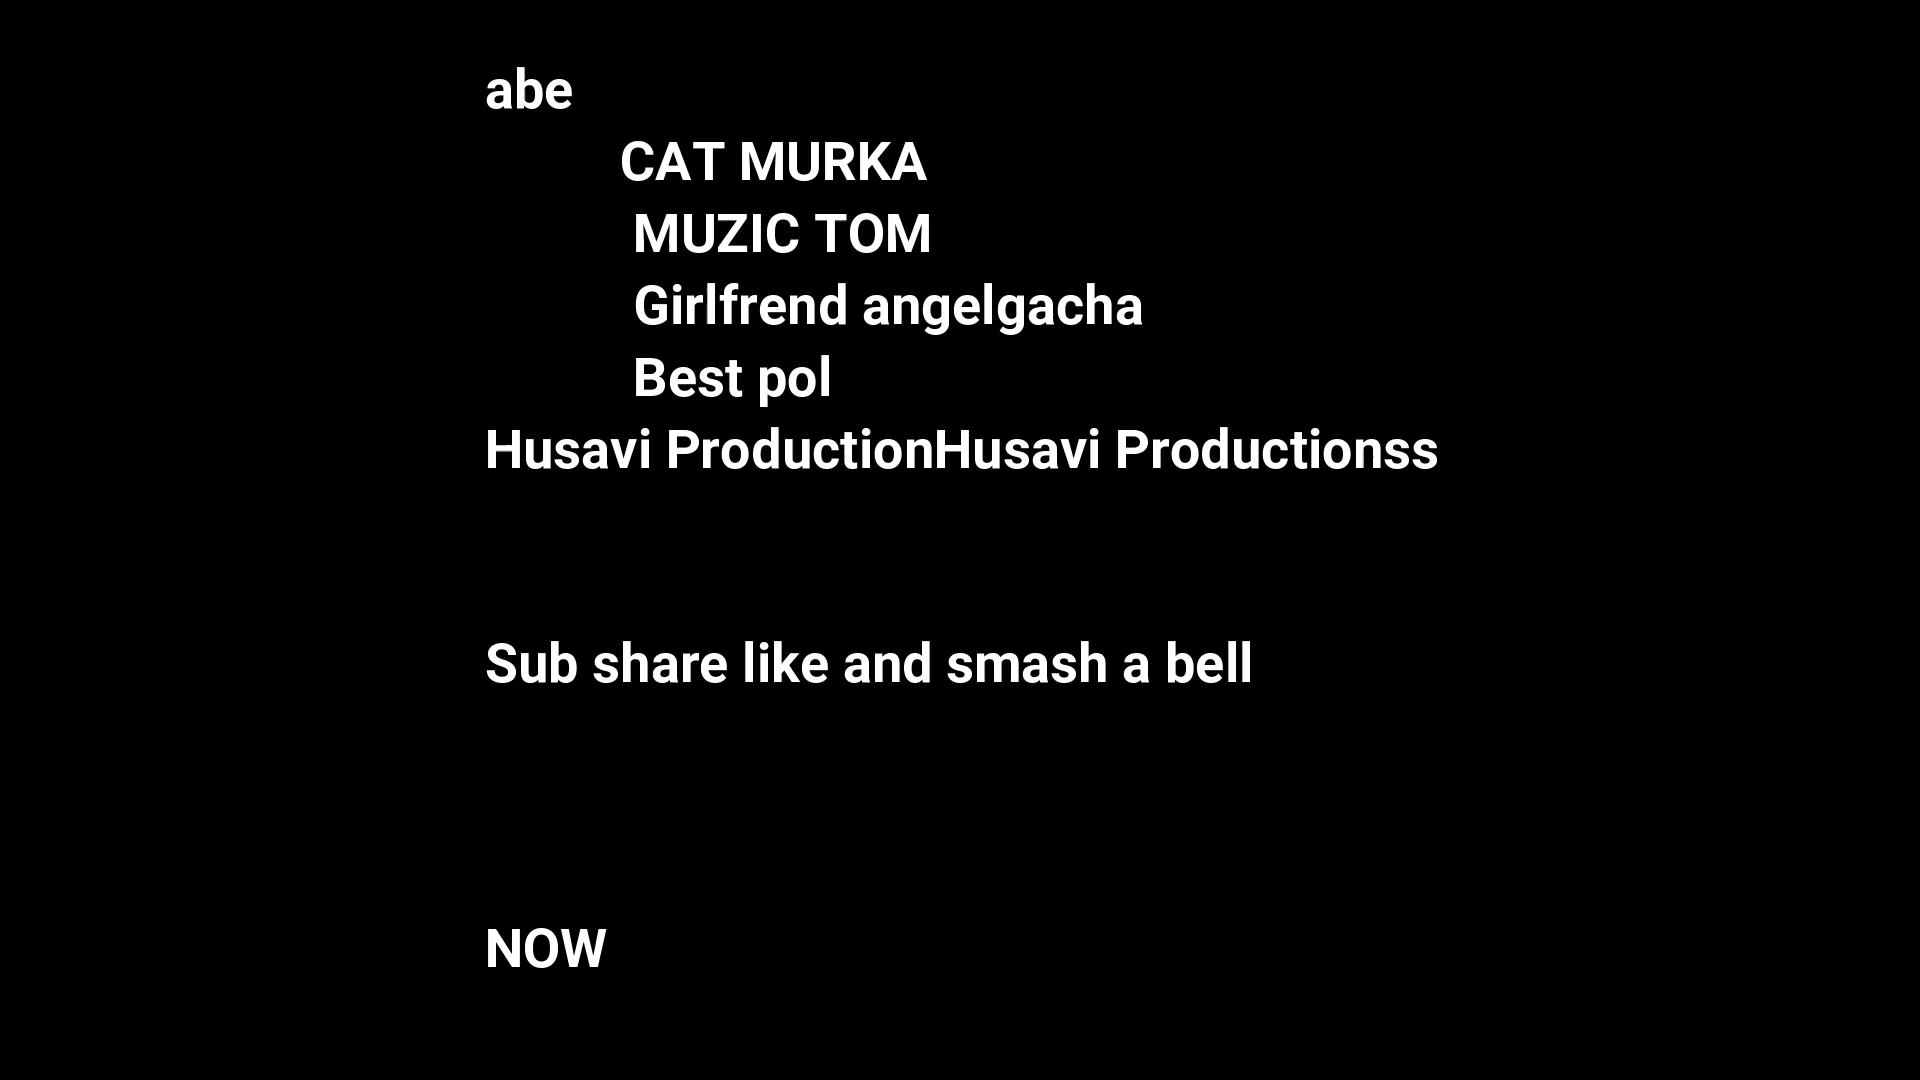 abe
CAT MURKA
MUZIC TOM
Girlfrend angelgacha
Best pol
Husavi ProductionHusavi Productionss
Sub share like and smash a bell
NOW